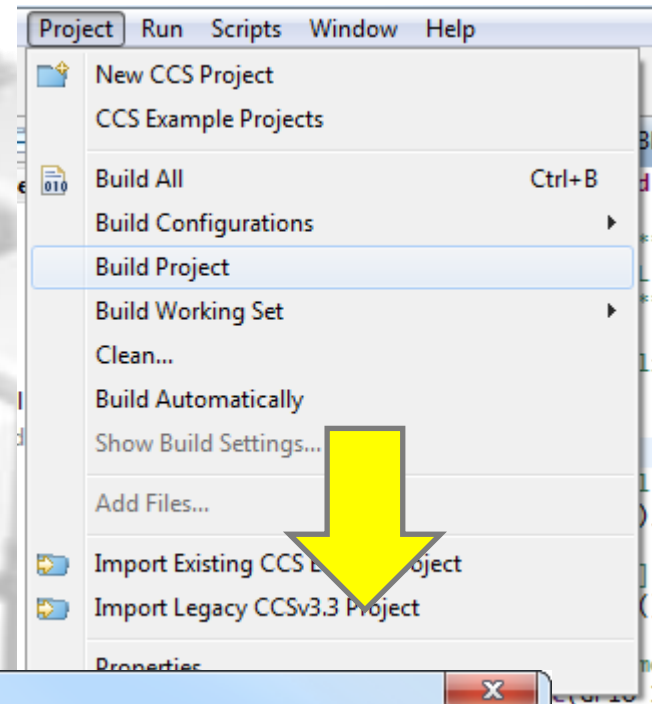 Project Run Scripts Window Help
New CCS Project
CCS Example Projects
010 Build All Ctrl+B
Build Configurations
Build Project
Build Working Set
Clean...
Build Automatically
Show Build Settings...
Add Files...
Import Existing CCS Project
Import Legacy CCSv3.3 Project
Properties